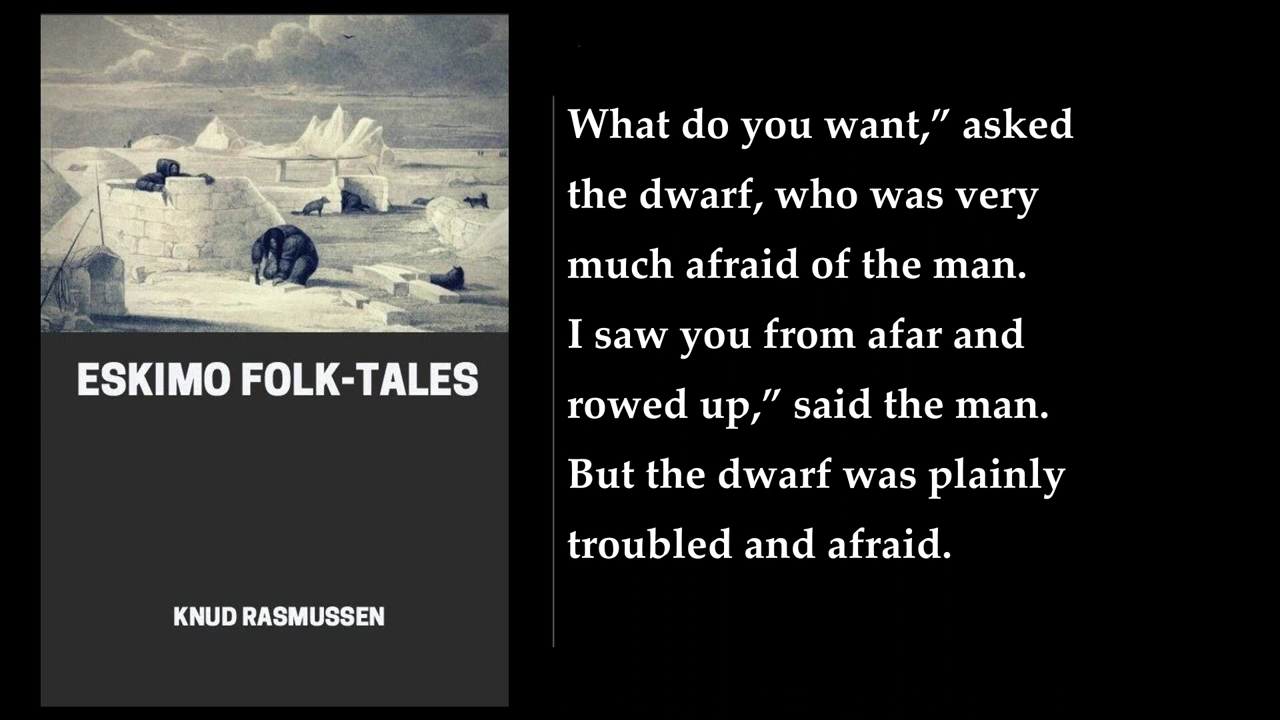 ESKIMO FOLK-TALES
KNUD RASMUSSEN
What do you want,” asked
the dwarf, who was very
much afraid of the man.
I saw you from afar and
rowed up,” said the man.
But the dwarf was plainly
troubled and afraid.